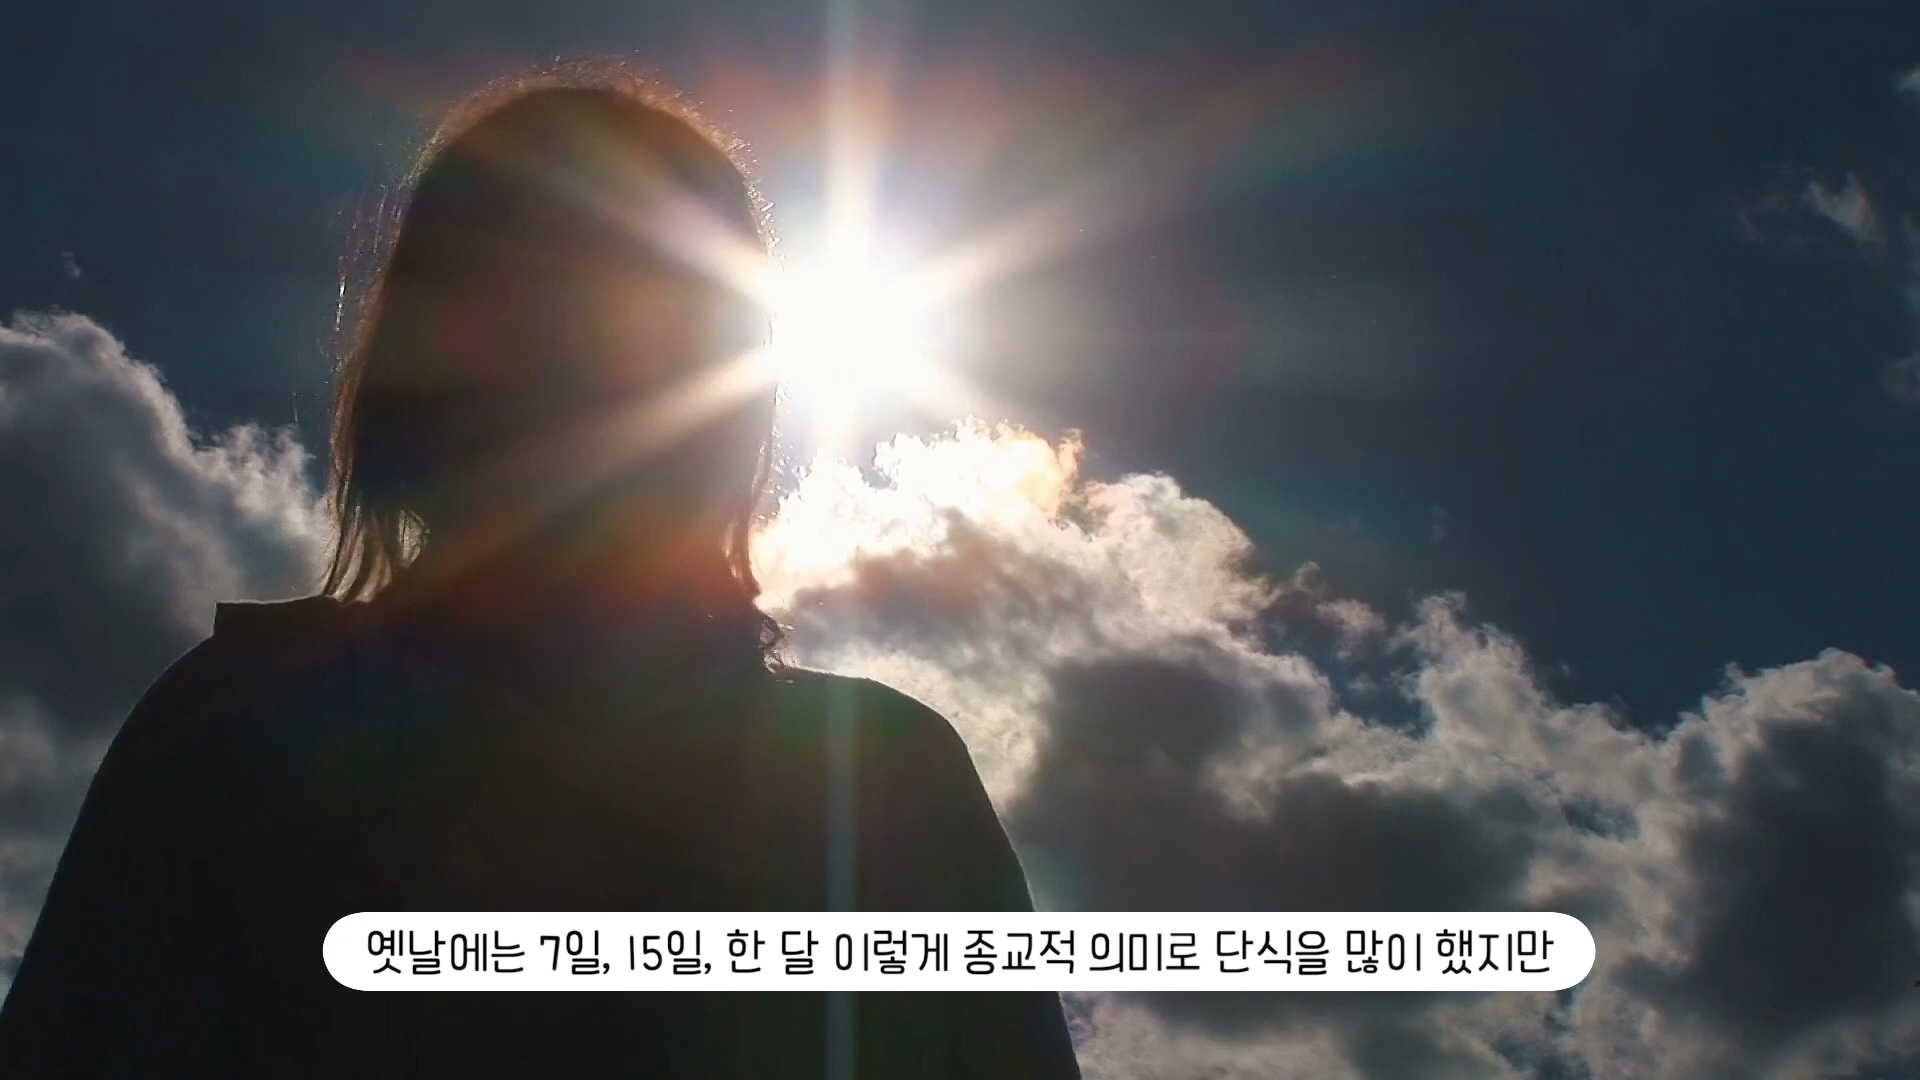 옛날에는 7일, 15일, 한 달 이렇게 종교적 의미로 단식을 많이 했지만